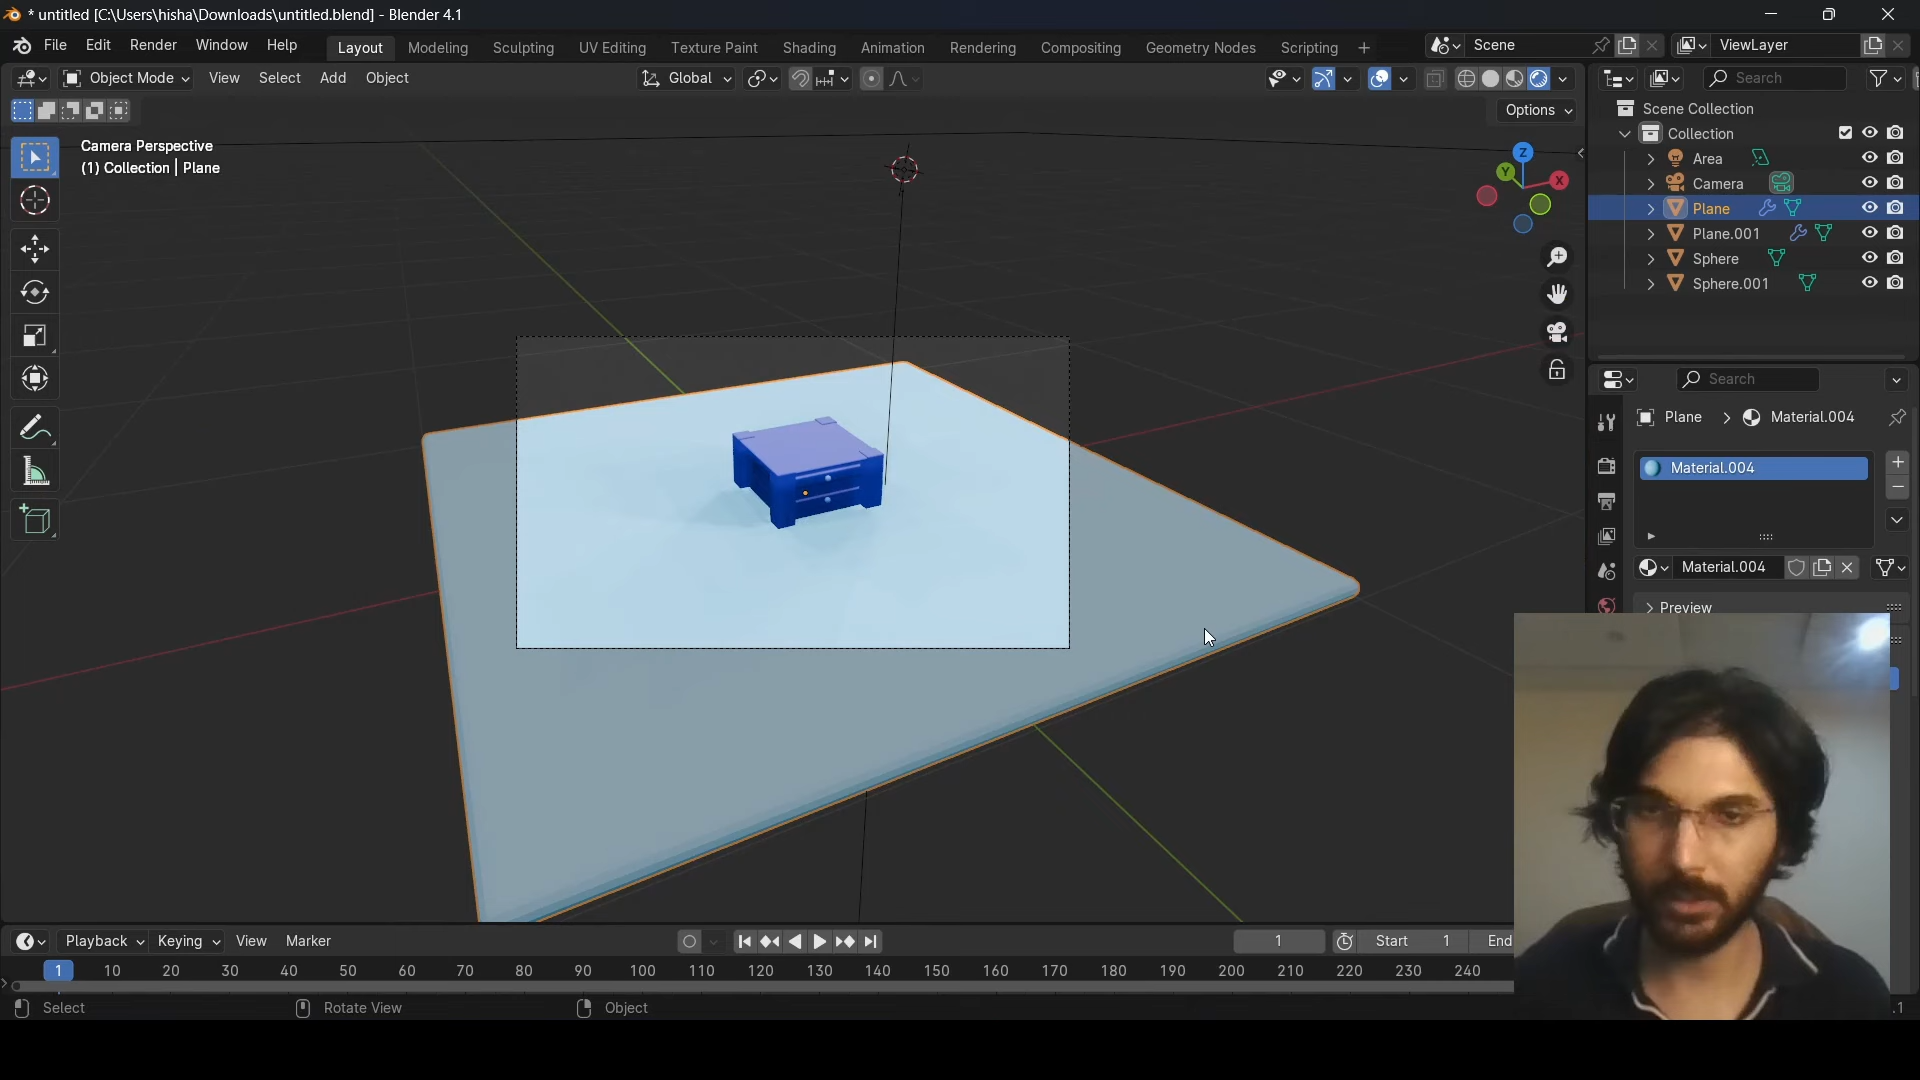 * untitled [C:\Users\hisha\Downloads\untitled.blend] - Blender 4.1
File Edit Render Window Help
Layout Modeling Sculpting UV Editing Texture Paint Shading Animation Rendering Compositing Geometry Nodes Scripting +
Scene
ViewLayer
Object Mode View Select Add Object
Global
Search
Options
Camera Perspective
(1) Collection | Plane
Z
Y
X
Scene Collection
Collection
Area
Camera
Plane
Plane.001
Sphere
Sphere.001
Search
Plane > Material.004
Material.004
Material.004
Preview
Playback Keying View Marker
1
Start 1 End
1 10 20 30 40 50 60 70 80 90 100 110 120 130 140 150 160 170 180 190 200 210 220 230 240
Select Rotate View Object
.1